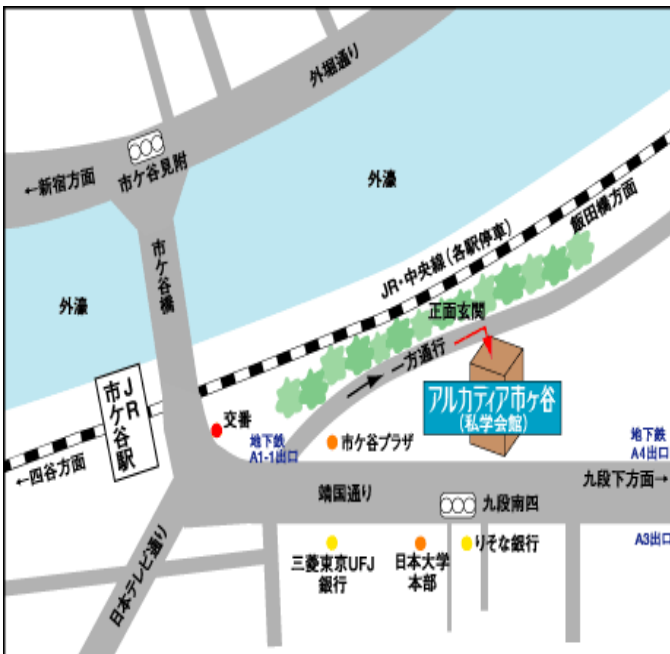 外堀通り
市ケ谷見附
←新宿方面
外濠
市ケ谷橋
外濠
飯田橋方面
JR・中央線(各駅停車)
正面玄関
一方通行
アルカディア市ヶ谷
(私学会館)
JR
市ケ谷駅
交番
市ケ谷プラザ
地下鉄
A1-1出口
地下鉄
A4出口
←四谷方面
靖国通り
九段南四
九段下方面→
日本テレビ通り
三菱東京UFJ
銀行
日本大学
本部
りそな銀行
A3出口